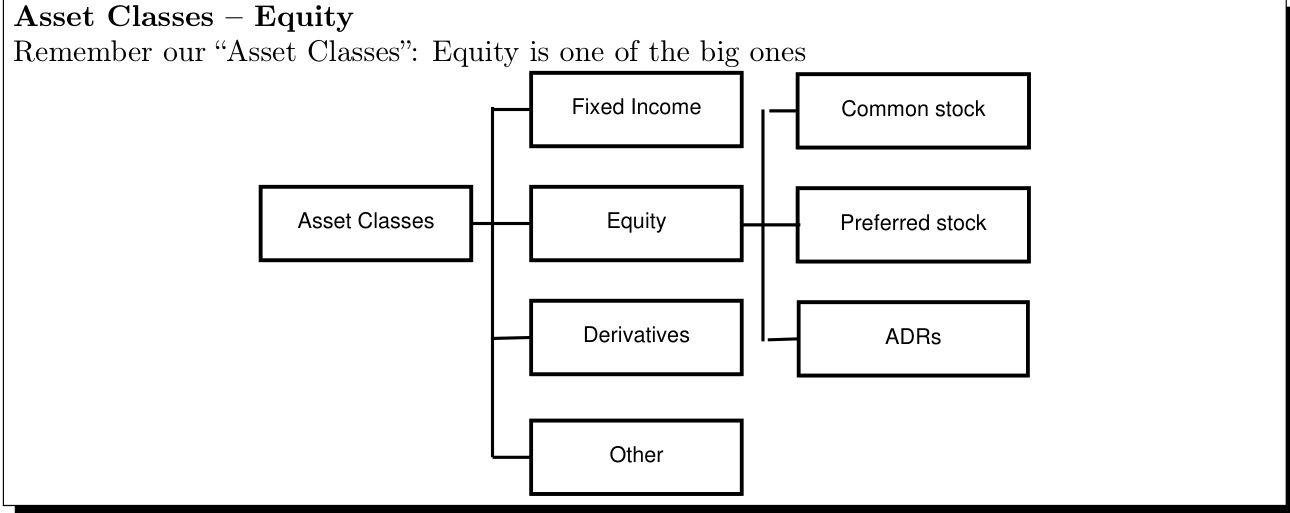 Asset Classes – Equity
Remember our “Asset Classes”: Equity is one of the big ones
Fixed Income
Common stock
Asset Classes
Equity
Preferred stock
Derivatives
ADRs
Other